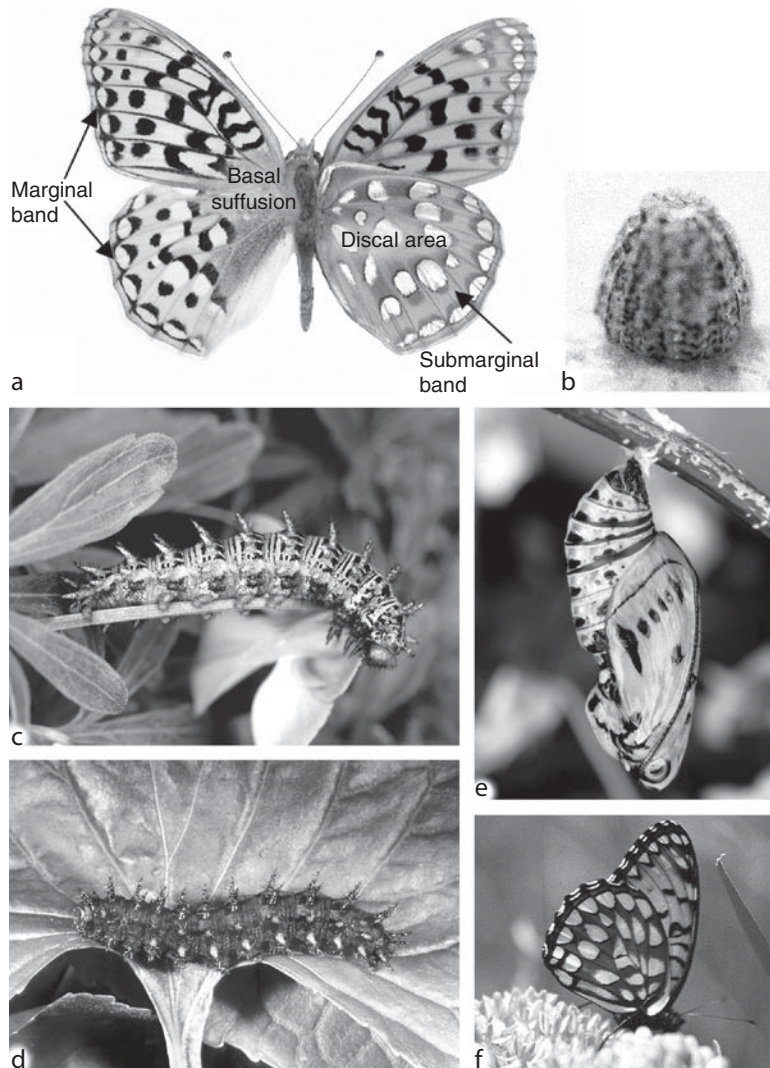 Marginal
band
Basal
suffusion
Discal area
Submarginal
band
a
b
c
d
e
f